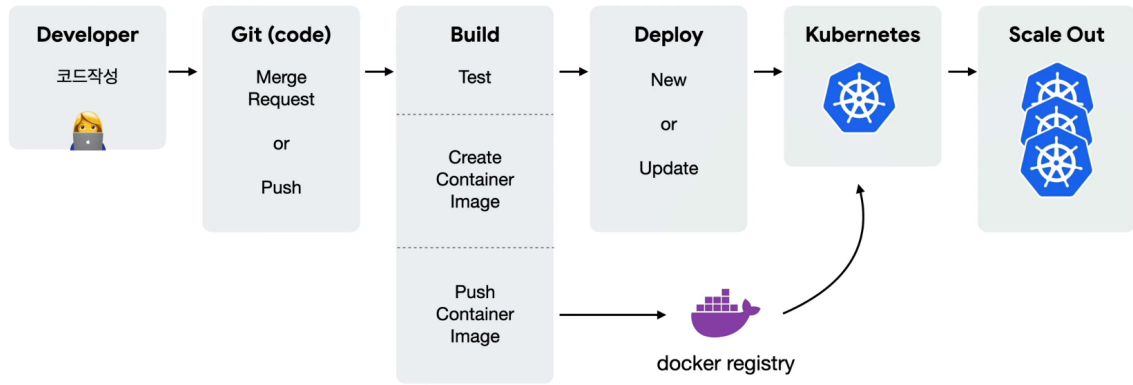 Developer
코드작성
Git (code)
Merge
Request
or
Push
Build
Test
Create
Container
Image
Push
Container
Image
Deploy
New
or
Update
Kubernetes
Scale Out
docker registry